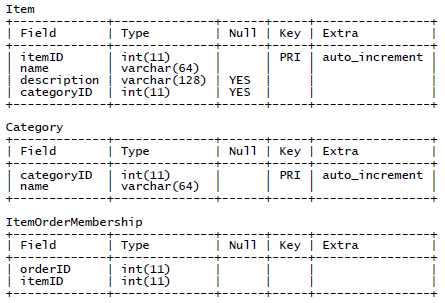 Item
+-------------+--------------+------+-----+----------------+
| Field       | Type         | Null | Key | Extra          |
+-------------+--------------+------+-----+----------------+
| itemID      | int(11)      |      | PRI | auto_increment |
| name        | varchar(64)  |      |     |                |
| description | varchar(128) | YES  |     |                |
| categoryID  | int(11)      | YES  |     |                |
+-------------+--------------+------+-----+----------------+
Category
+-------------+--------------+------+-----+----------------+
| Field       | Type         | Null | Key | Extra          |
+-------------+--------------+------+-----+----------------+
| categoryID  | int(11)      |      | PRI | auto_increment |
| name        | varchar(64)  |      |     |                |
+-------------+--------------+------+-----+----------------+
ItemOrderMembership
+-------------+--------------+------+-----+----------------+
| Field       | Type         | Null | Key | Extra          |
+-------------+--------------+------+-----+----------------+
| orderID     | int(11)      |      |     |                |
| itemID      | int(11)      |      |     |                |
+-------------+--------------+------+-----+----------------+